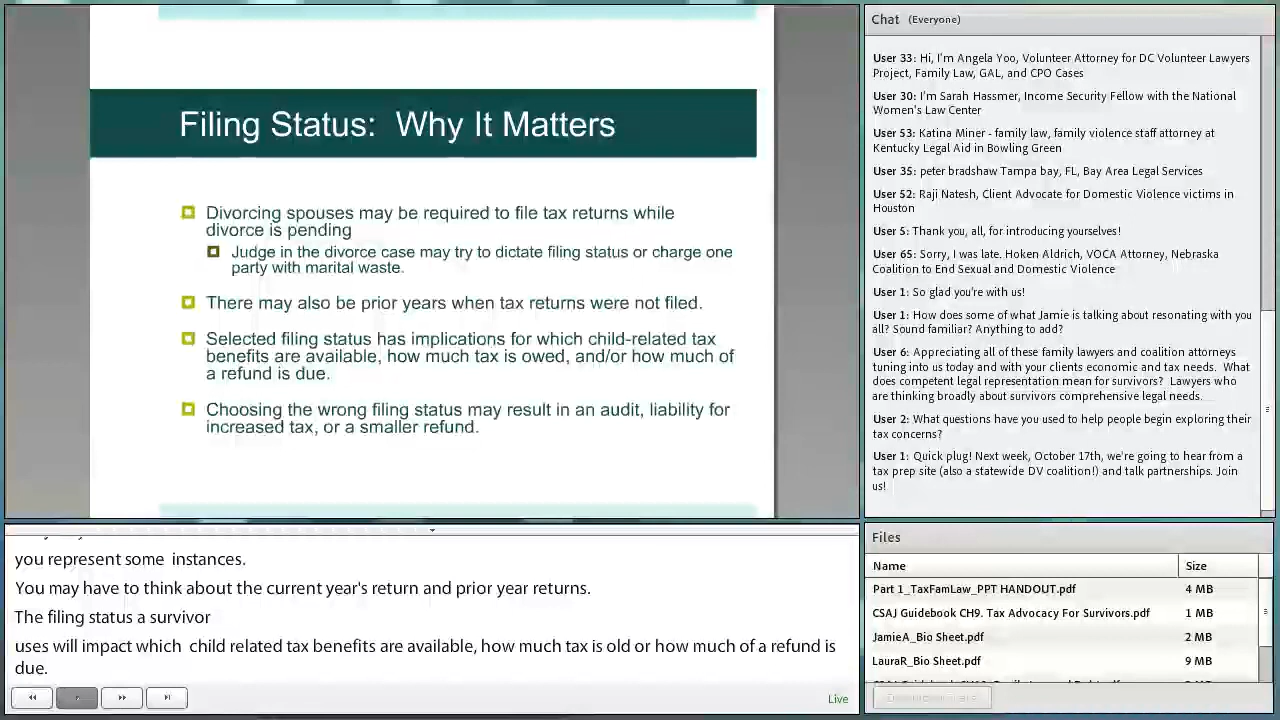 Filing Status: Why It Matters
Divorcing spouses may be required to file tax returns while
divorce is pending
Judge in the divorce case may try to dictate filing status or charge one
party with marital waste.
There may also be prior years when tax returns were not filed.
Selected filing status has implications for which child-related tax
benefits are available, how much tax is owed, and/or how much of
a refund is due.
Choosing the wrong filing status may result in an audit, liability for
increased tax, or a smaller refund.
you represent some instances.
You may have to think about the current year's return and prior year returns.
The filing status a survivor
uses will impact which child related tax benefits are available, how much tax is old or how much of a refund is
due.
Live
Chat (Everyone)
User 33: Hi, I'm Angela Yoo, Volunteer Attorney for DC Volunteer Lawyers
Project, Family Law, GAL, and CPO Cases
User 30: I'm Sarah Hassmer, Income Security Fellow with the National
Women's Law Center
User 53: Katina Miner - family law, family violence staff attorney at
Kentucky Legal Aid in Bowling Green
User 35: peter bradshaw Tampa bay, FL, Bay Area Legal Services
User 52: Raji Natesh, Client Advocate for Domestic Violence victims in
Houston
User 5: Thank you, all, for introducing yourselves!
User 65: Sorry, I was late. Hoken Aldrich, VOCA Attorney, Nebraska
Coalition to End Sexual and Domestic Violence
User 1: So glad you're with us!
User 1: How does some of what Jamie is talking about resonating with you
all? Sound familiar? Anything to add?
User 6: Appreciating all of these family lawyers and coalition attorneys
tuning into us today and with your clients economic and tax needs. What
does competent legal representation mean for survivors? Lawyers who
are thinking broadly about survivors comprehensive legal needs.
User 2: What questions have you used to help people begin exploring their
tax concerns?
User 1: Quick plug! Next week, October 17th, we're going to hear from a
tax prep site (also a statewide DV coalition!) and talk partnerships. Join
us!
Files
Name Size
Part 1_TaxFamLaw_PPT HANDOUT.pdf 4 MB
CSAJ Guidebook CH9. Tax Advocacy For Survivors.pdf 1 MB
JamieA_Bio Sheet.pdf 2 MB
LauraR_Bio Sheet.pdf 9 MB